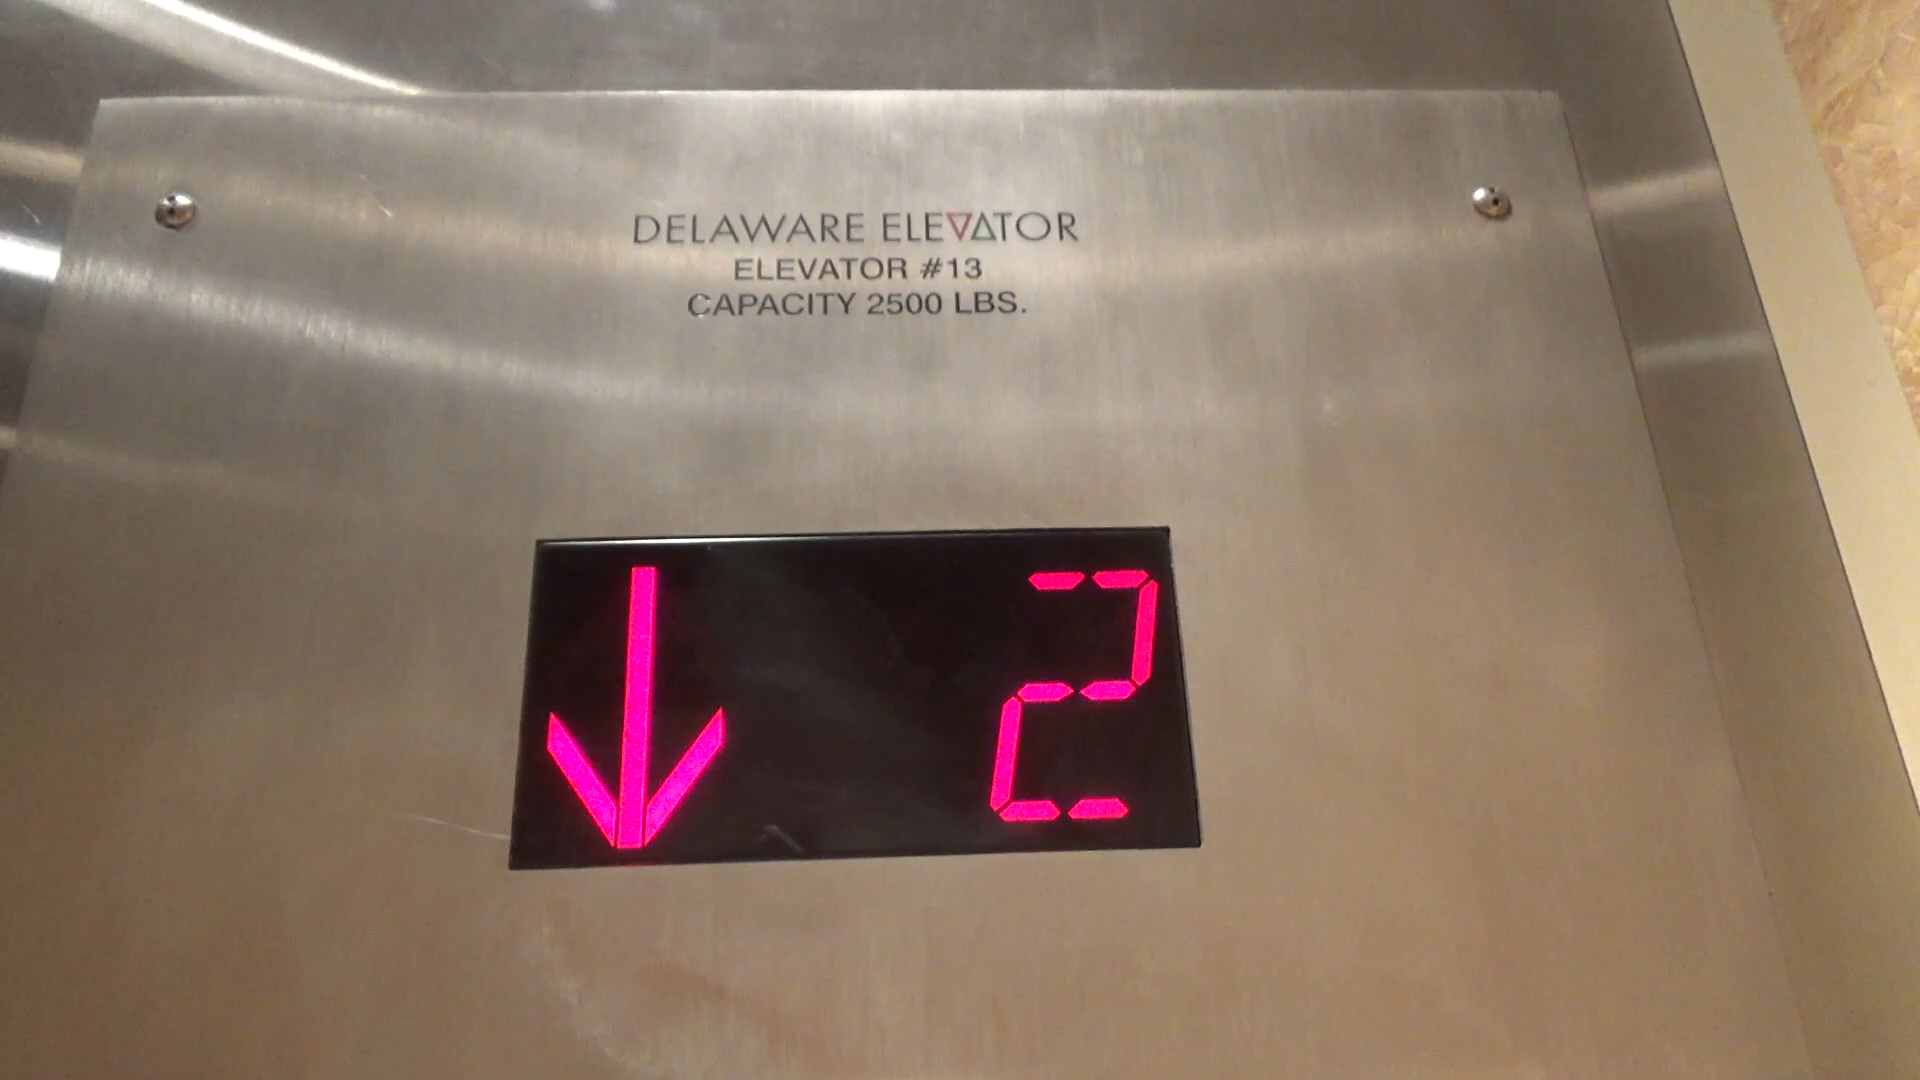 DELAWARE ELEVATOR
ELEVATOR #13
CAPACITY 2500 LBS.
↓ 2